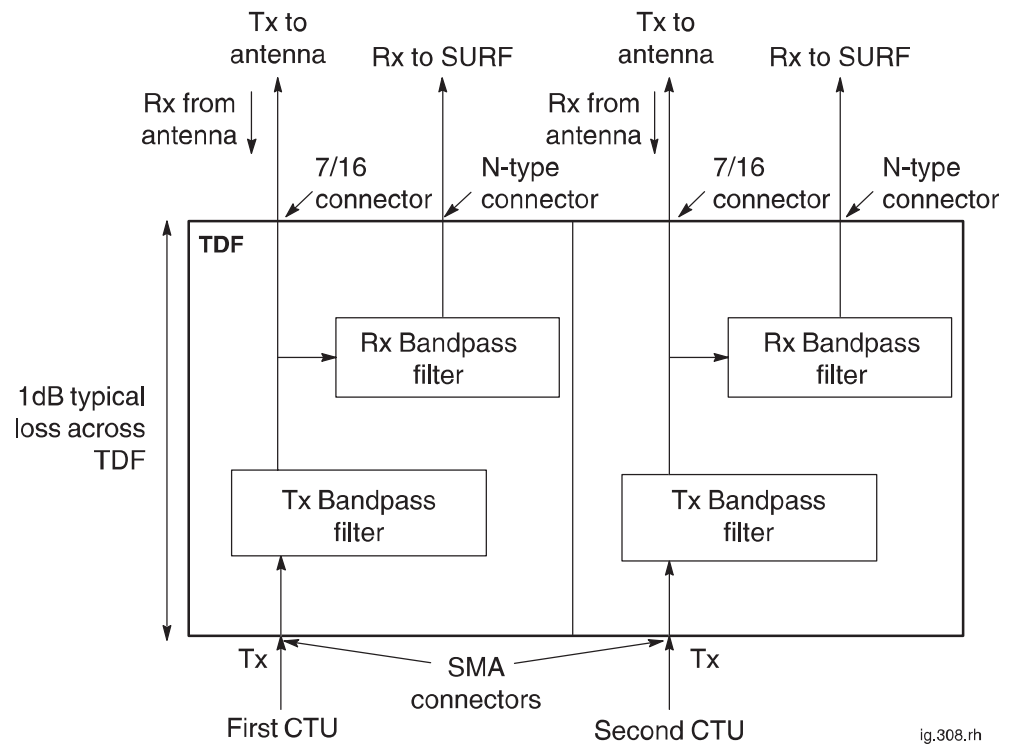 Tx to
antenna
Rx to SURF
Tx to
antenna
Rx to SURF
Rx from
antenna
Rx from
antenna
7/16
connector
N-type
connector
7/16
connector
N-type
connector
TDF
Rx Bandpass
filter
Rx Bandpass
filter
1dB typical
loss across
TDF
Tx Bandpass
filter
Tx Bandpass
filter
Tx
SMA
connectors
Tx
First CTU
Second CTU
ig.308.rh